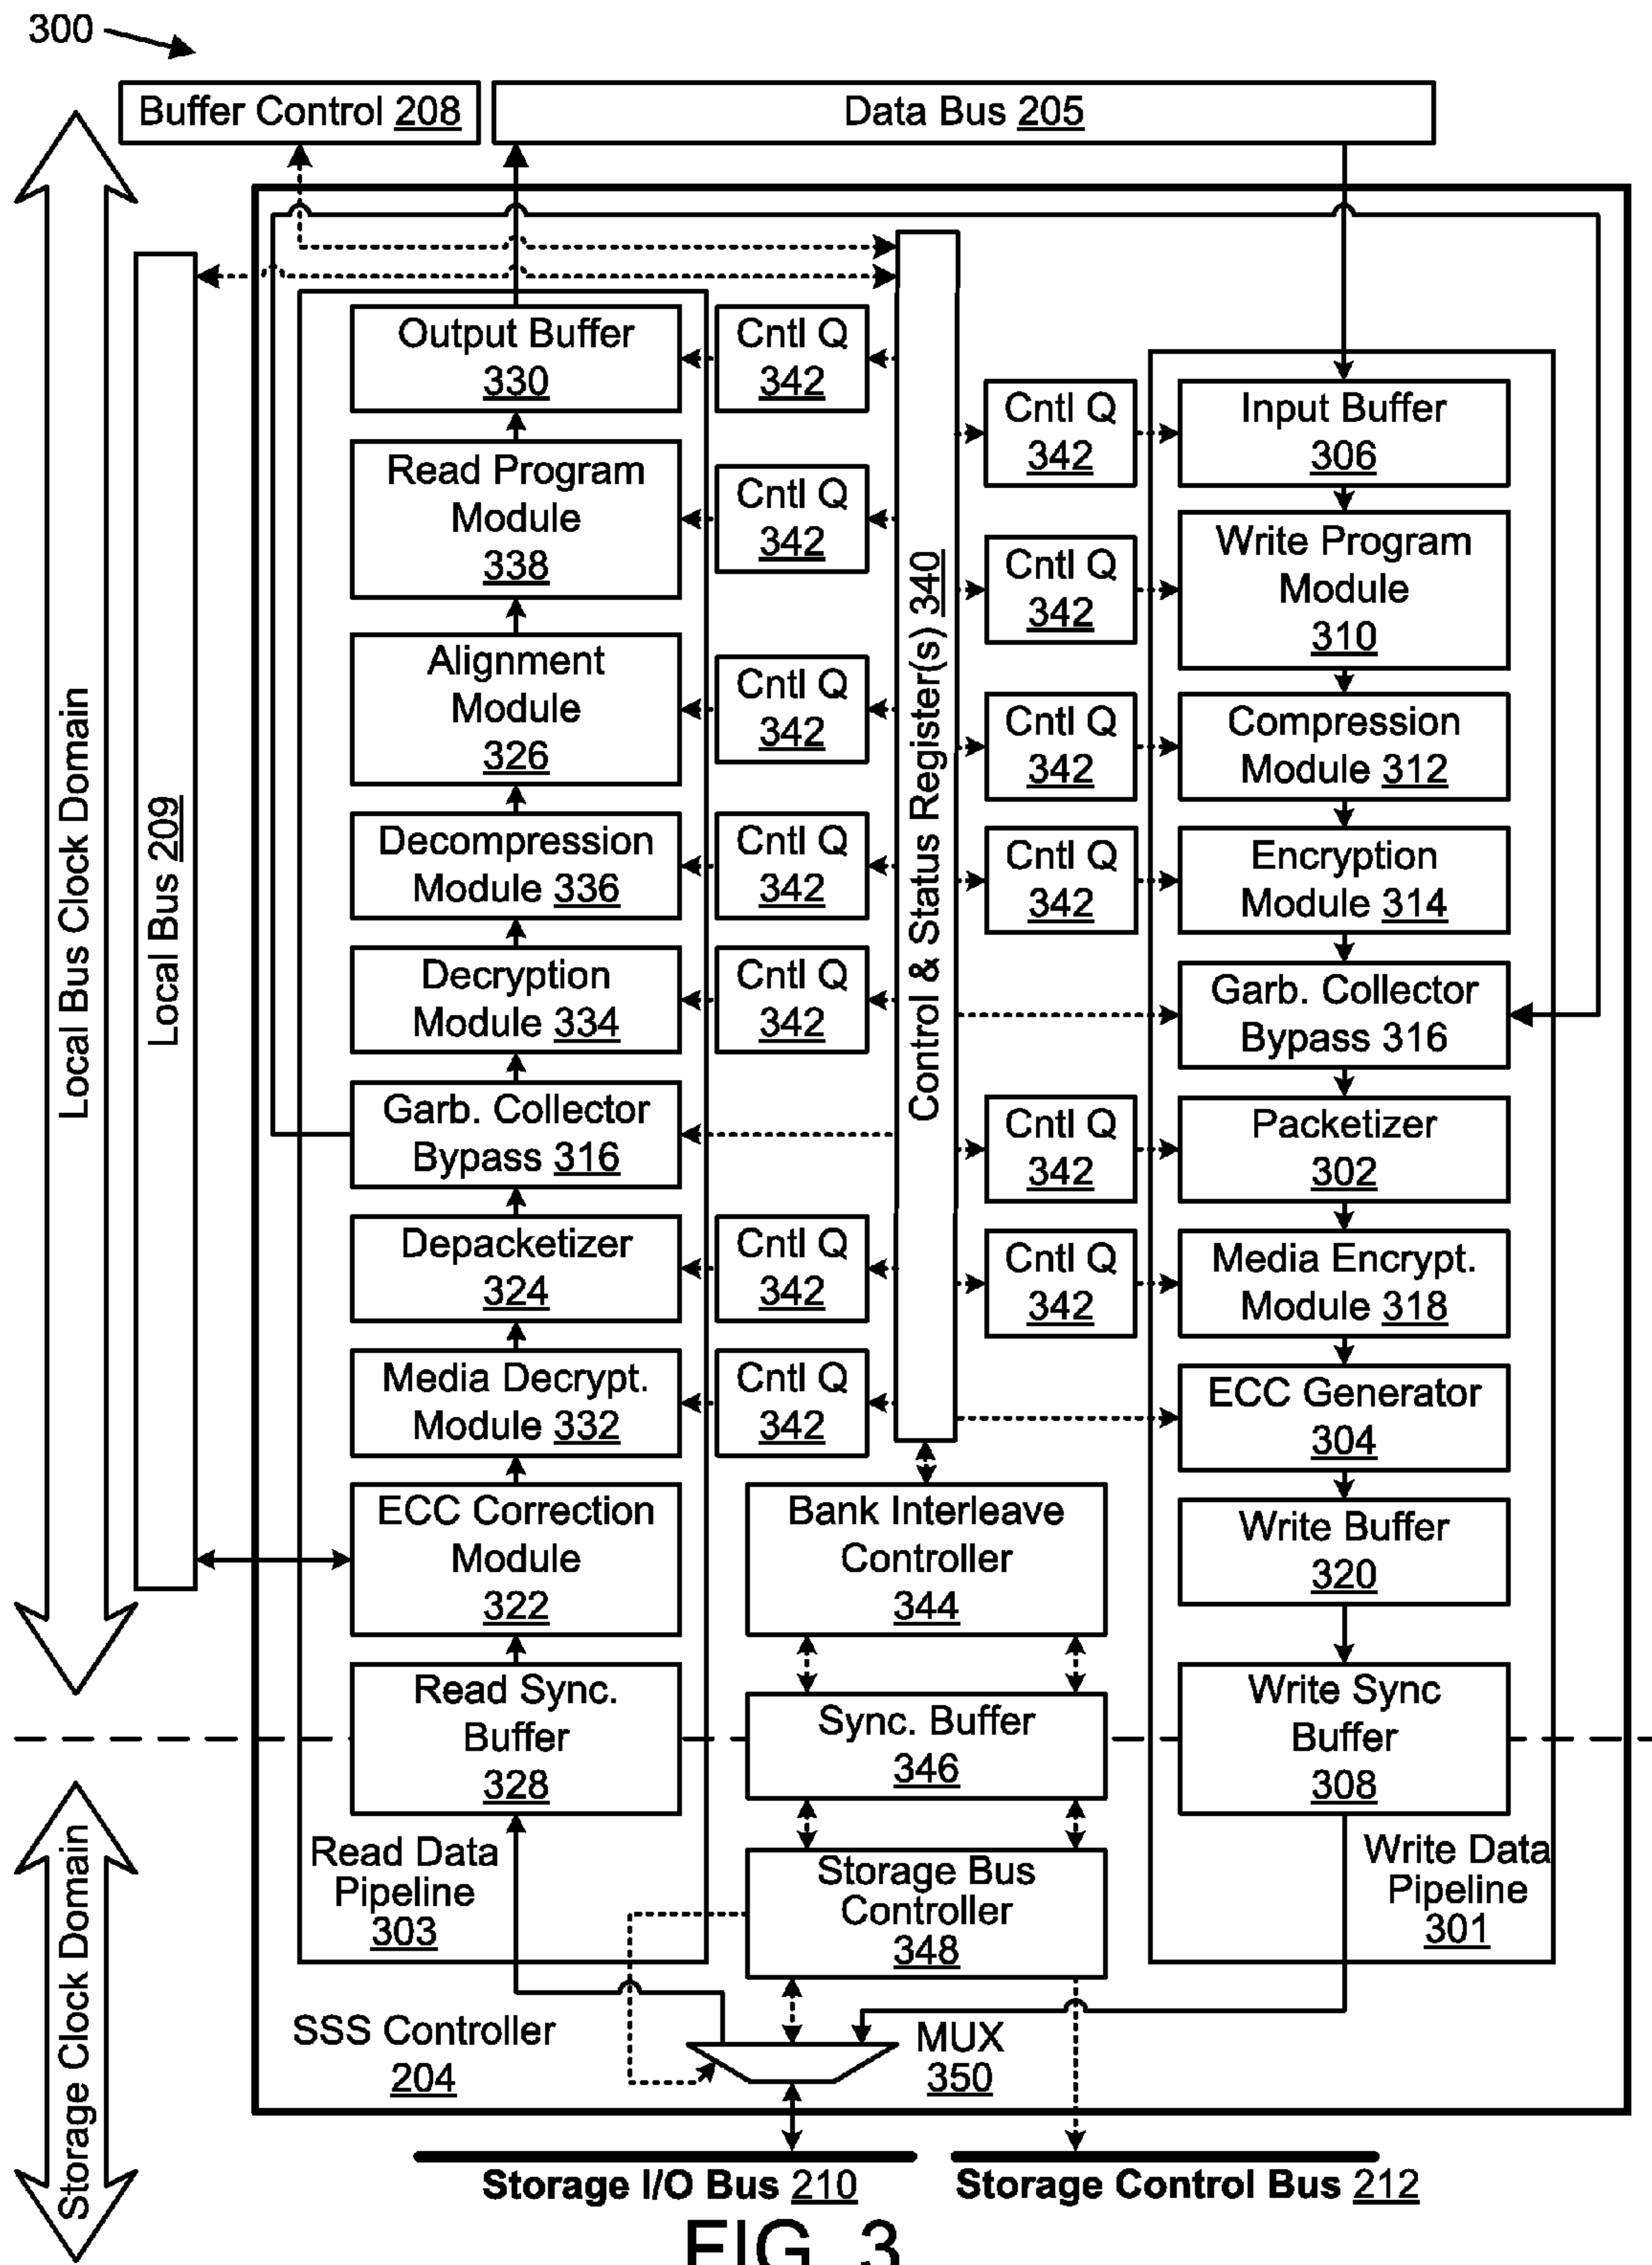 300
Buffer Control 208
Data Bus 205
Local Bus Clock Domain
Local Bus 209
Output Buffer
330
Cntl Q
342
Read Program
Module
338
Cntl Q
342
Alignment
Module
326
Cntl Q
342
Decompression
Module 336
Cntl Q
342
Decryption
Module 334
Cntl Q
342
Garb. Collector
Bypass 316
Depacketizer
324
Cntl Q
342
Media Decrypt.
Module 332
Cntl Q
342
ECC Correction
Module
322
Read Sync.
Buffer
328
Read Data
Pipeline
303
Control & Status Register(s) 340
Bank Interleave
Controller
344
Sync. Buffer
346
Storage Bus
Controller
348
Cntl Q
342
Input Buffer
306
Cntl Q
342
Write Program
Module
310
Cntl Q
342
Compression
Module 312
Cntl Q
342
Encryption
Module 314
Garb. Collector
Bypass 316
Cntl Q
342
Packetizer
302
Cntl Q
342
Media Encrypt.
Module 318
ECC Generator
304
Write Buffer
320
Write Sync
Buffer
308
Write Data
Pipeline
301
Storage Clock Domain
SSS Controller
204
MUX
350
Storage I/O Bus 210
Storage Control Bus 212
FIG. 3